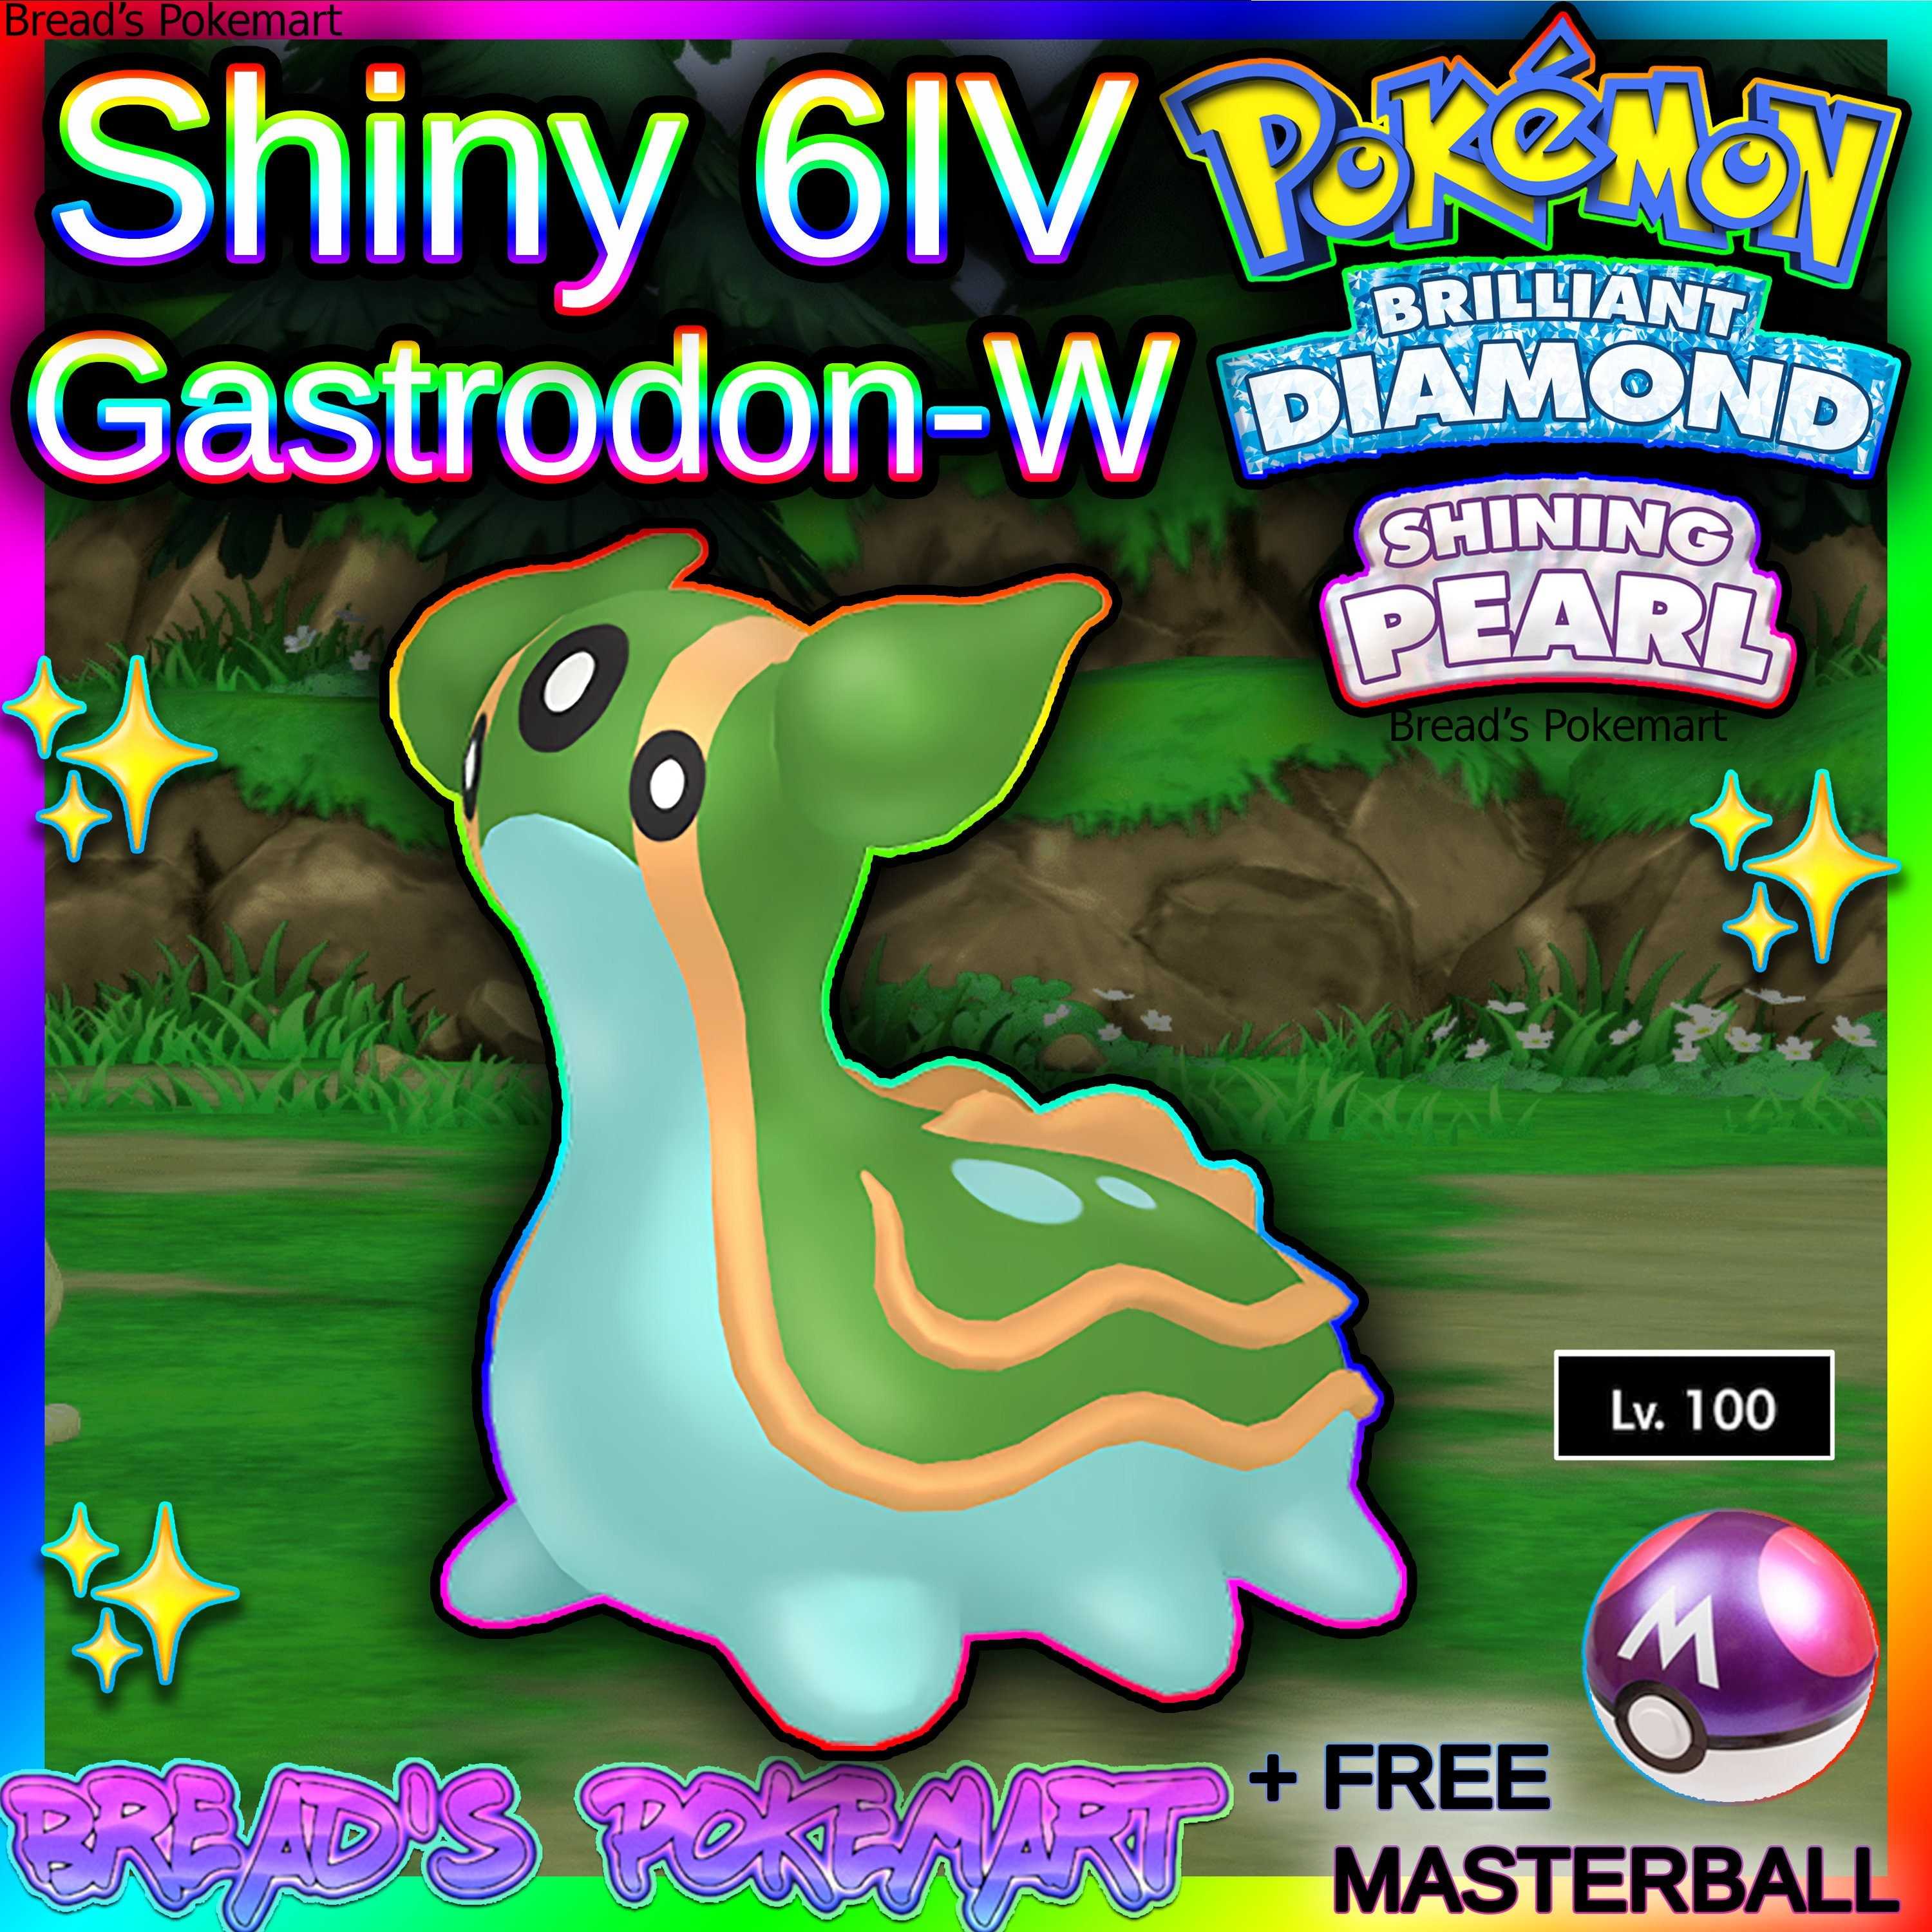 Bread's Pokemart
Shiny 6IV
Gastrodon-W
POKéMON
BRILLIANT
DIAMOND
SHINING
PEARL
Bread's Pokemart
Lv. 100
M
BREAD'S POKEMART
+ FREE
MASTERBALL